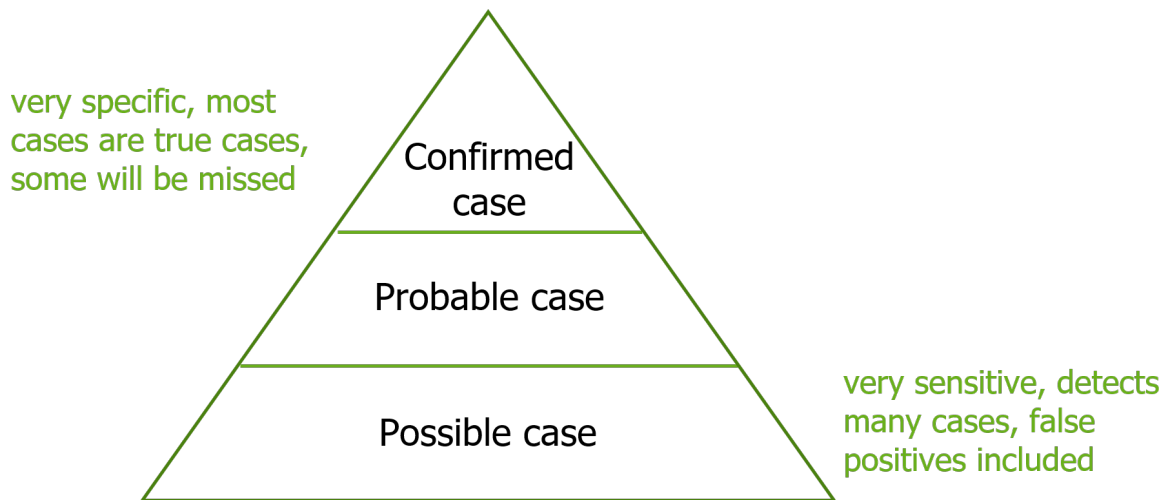 very specific, most
cases are true cases,
some will be missed
Confirmed
case
Probable case
Possible case
very sensitive, detects
many cases, false
positives included